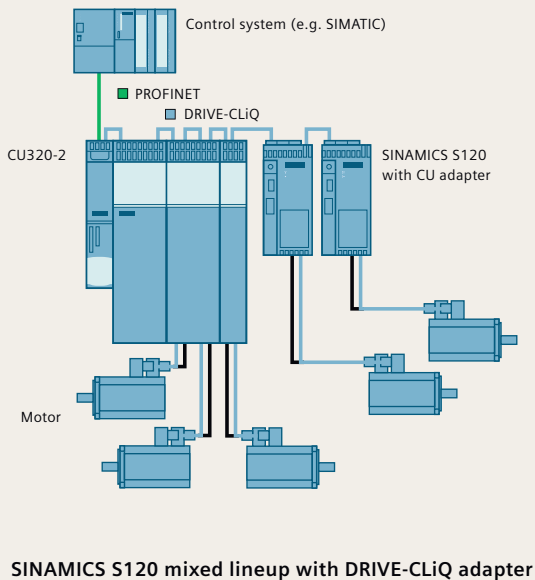 Control system (e.g. SIMATIC)
PROFINET
DRIVE-CLiQ
CU320-2
SINAMICS S120
with CU adapter
Motor
SINAMICS S120 mixed lineup with DRIVE-CLiQ adapter